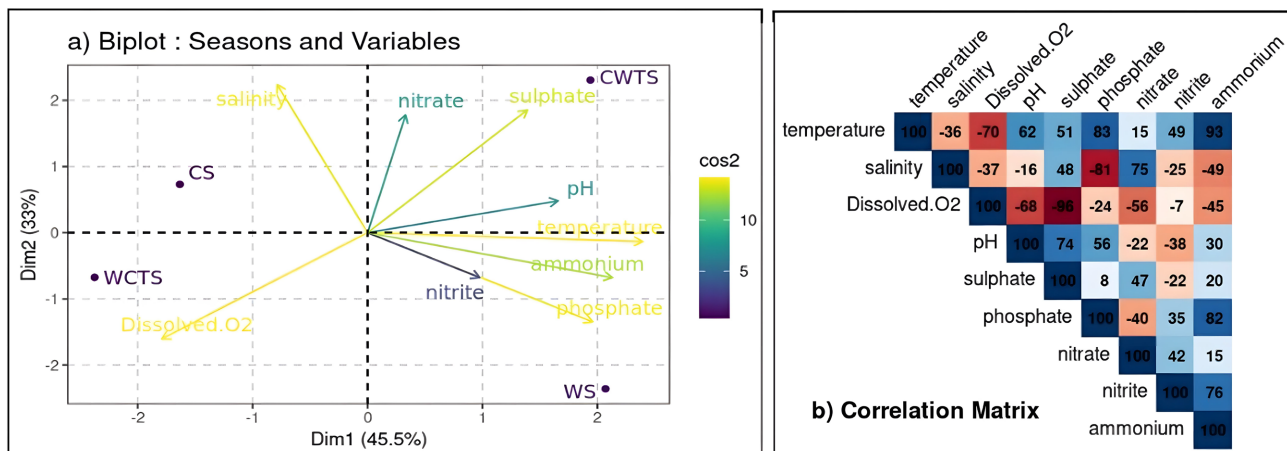 a) Biplot : Seasons and Variables
salinity
nitrate
sulphate
CWTS
CS
pH
temperature
ammonium
WCTS
nitrite
phosphate
Dissolved.O2
WS
2
1
0
-1
-2
Dim2 (33%)
-2 -1 0 1 2
Dim1 (45.5%)
cos2
10
5
temperature salinity Dissolved.O2 pH sulphate phosphate nitrate nitrite ammonium
temperature 100 -36 -70 62 51 83 15 49 93
salinity 100 -37 -16 48 -81 75 -25 -49
Dissolved.O2 100 -68 -96 -24 -56 -7 -45
pH 100 74 56 -22 -38 30
sulphate 100 8 47 -22 20
phosphate 100 -40 35 82
nitrate 100 42 15
nitrite 100 76
ammonium 100
b) Correlation Matrix